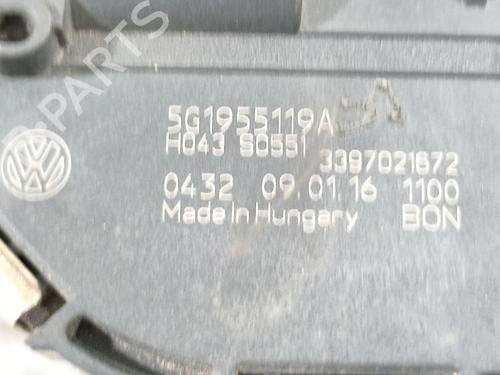 5G1955119A
H043 S0551
3397021672
0432 09.01.16 1100
Made in Hungary BON
B-PARTS